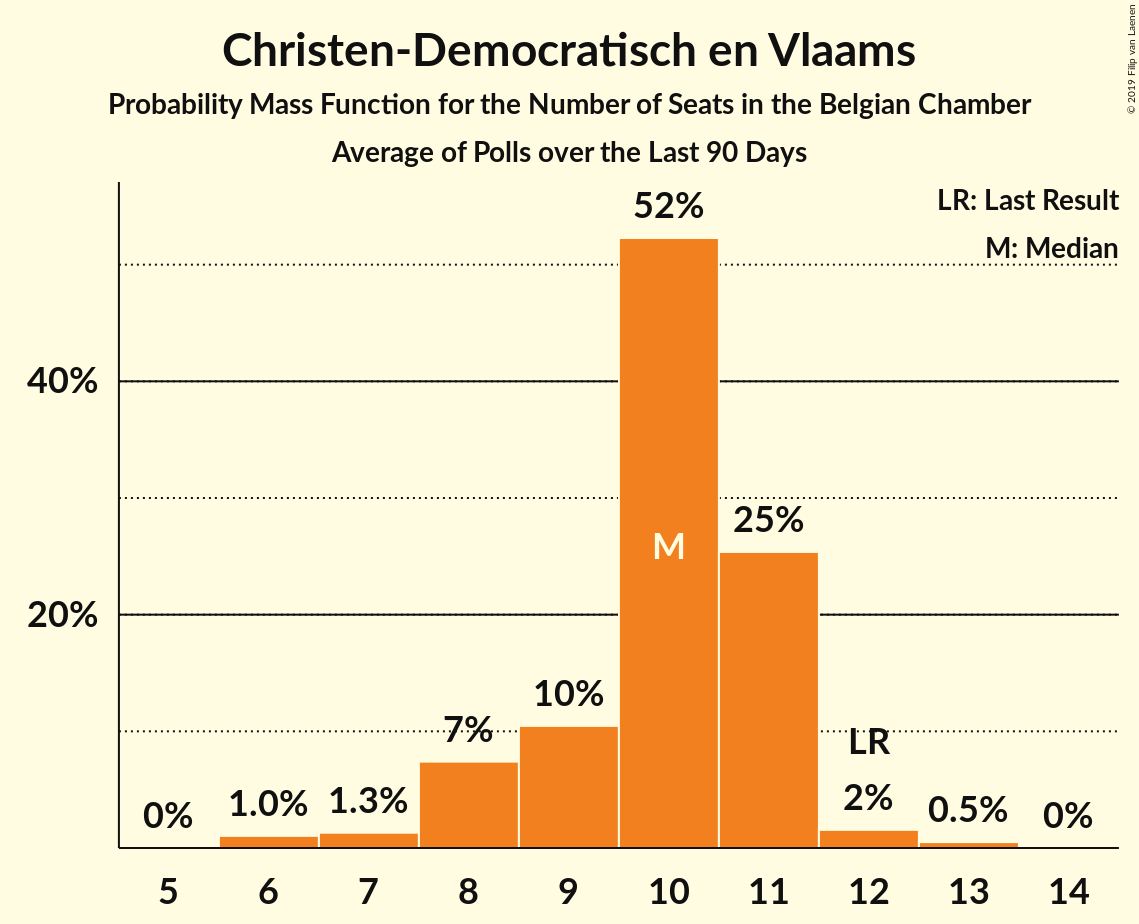 Christen-Democratisch en Vlaams
Probability Mass Function for the Number of Seats in the Belgian Chamber
Average of Polls over the Last 90 Days
© 2019 Filip van Laenen
LR: Last Result
M: Median
52%
40%
25%
M
20%
10%
7%
LR
2%
1.3%
1.0%
0.5%
0%
0%
5 6 7 8 9 10 11 12 13 14